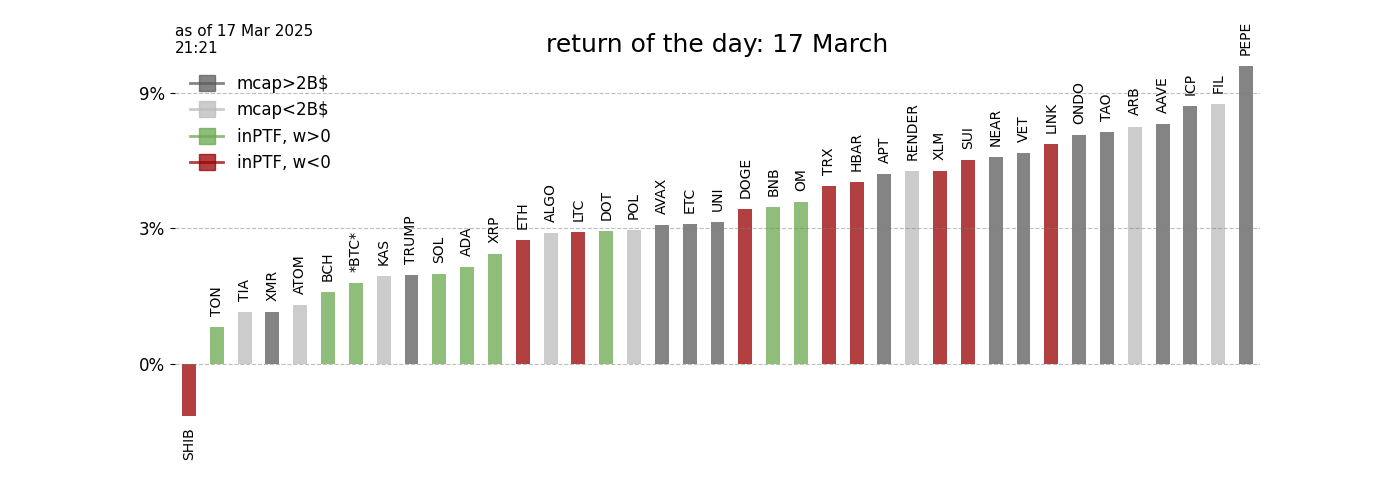 as of 17 Mar 2025
21:21
return of the day: 17 March
mcap>2B$
mcap<2B$
inPTF, w>0
inPTF, w<0
9%
3%
0%
SHIB
TON
TIA
XMR
ATOM
BCH
*BTC*
KAS
TRUMP
SOL
ADA
XRP
ETH
ALGO
LTC
DOT
POL
AVAX
ETC
UNI
DOGE
BNB
OM
TRX
HBAR
APT
RENDER
XLM
SUI
NEAR
VET
LINK
ONDO
TAO
ARB
AAVE
ICP
FIL
PEPE